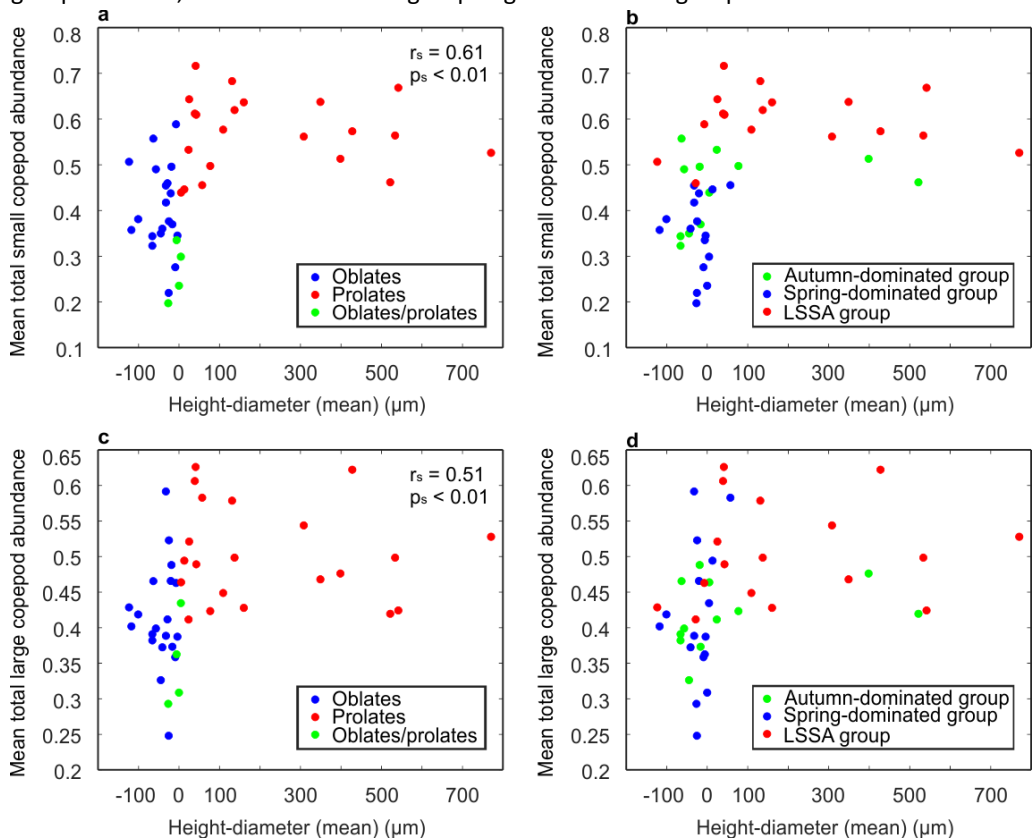 a
r_s = 0.61
p_s < 0.01
Mean total small copepod abundance
0.8
0.7
0.6
0.5
0.4
0.3
0.2
0.1
Oblates
Prolates
Oblates/prolates
-100 0 100 300 500 700
Height-diameter (mean) (µm)
b
Mean total small copepod abundance
0.8
0.7
0.6
0.5
0.4
0.3
0.2
0.1
Autumn-dominated group
Spring-dominated group
LSSA group
-100 0 100 300 500 700
Height-diameter (mean) (µm)
c
r_s = 0.51
p_s < 0.01
Mean total large copepod abundance
0.65
0.6
0.55
0.5
0.45
0.4
0.35
0.3
0.25
0.2
Oblates
Prolates
Oblates/prolates
-100 0 100 300 500 700
Height-diameter (mean) (µm)
d
Mean total large copepod abundance
0.65
0.6
0.55
0.5
0.45
0.4
0.35
0.3
0.25
0.2
Autumn-dominated group
Spring-dominated group
LSSA group
-100 0 100 300 500 700
Height-diameter (mean) (µm)